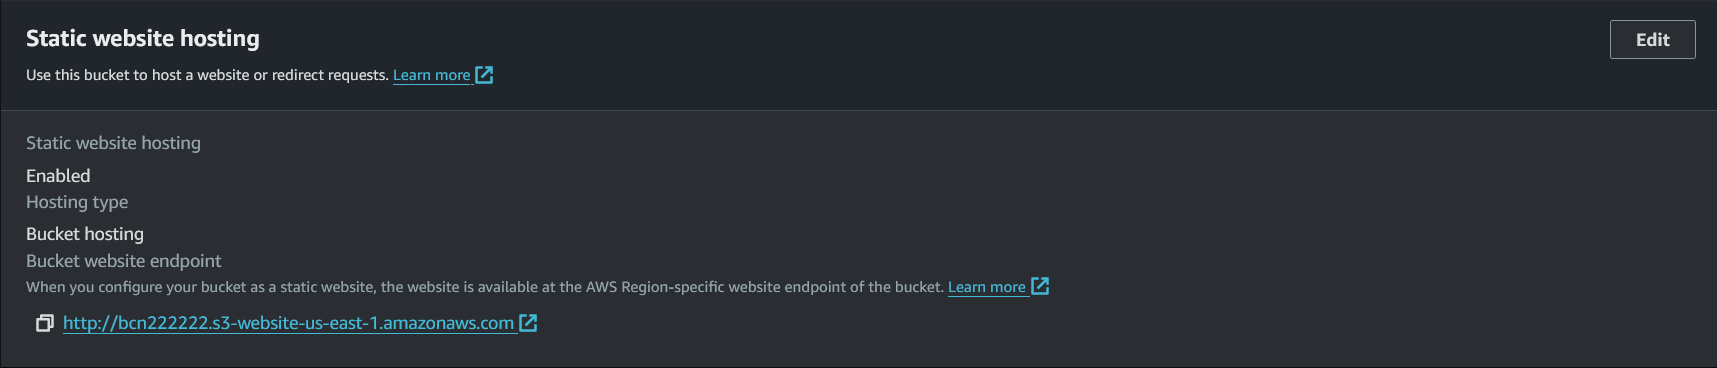 Static website hosting
Edit
Use this bucket to host a website or redirect requests. Learn more
Static website hosting
Enabled
Hosting type
Bucket hosting
Bucket website endpoint
When you configure your bucket as a static website, the website is available at the AWS Region-specific website endpoint of the bucket. Learn more
http://bcn222222.s3-website-us-east-1.amazonaws.com